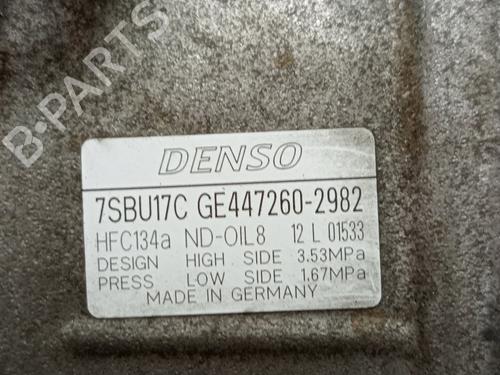 B-PARTS
DENSO
7SBU17C GE447260-2982
HFC134a ND-OIL8 12 L 01533
DESIGN HIGH SIDE 3.53MPa
PRESS LOW SIDE 1.67MPa
MADE IN GERMANY